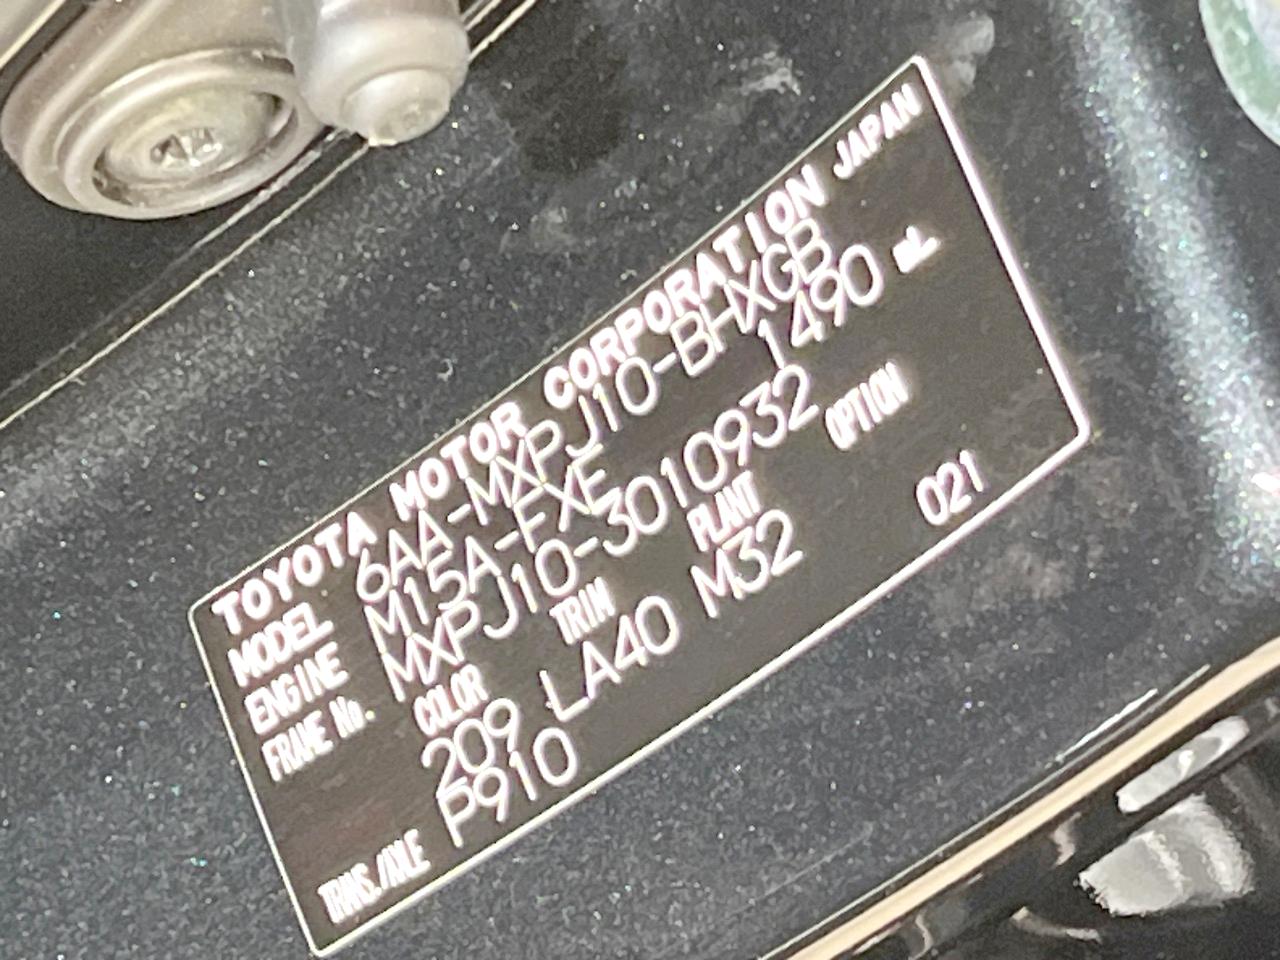 TOYOTA MOTOR CORPORATION JAPAN
MODEL 6AA-MXPJ10-BHXGB
ENGINE M15A-FXE 1490 mL
FRAME No. MXPJ10-3010932
COLOR TRIM PLANT OPTION
209 LA40 M32 021
TRANS./AXLE P910